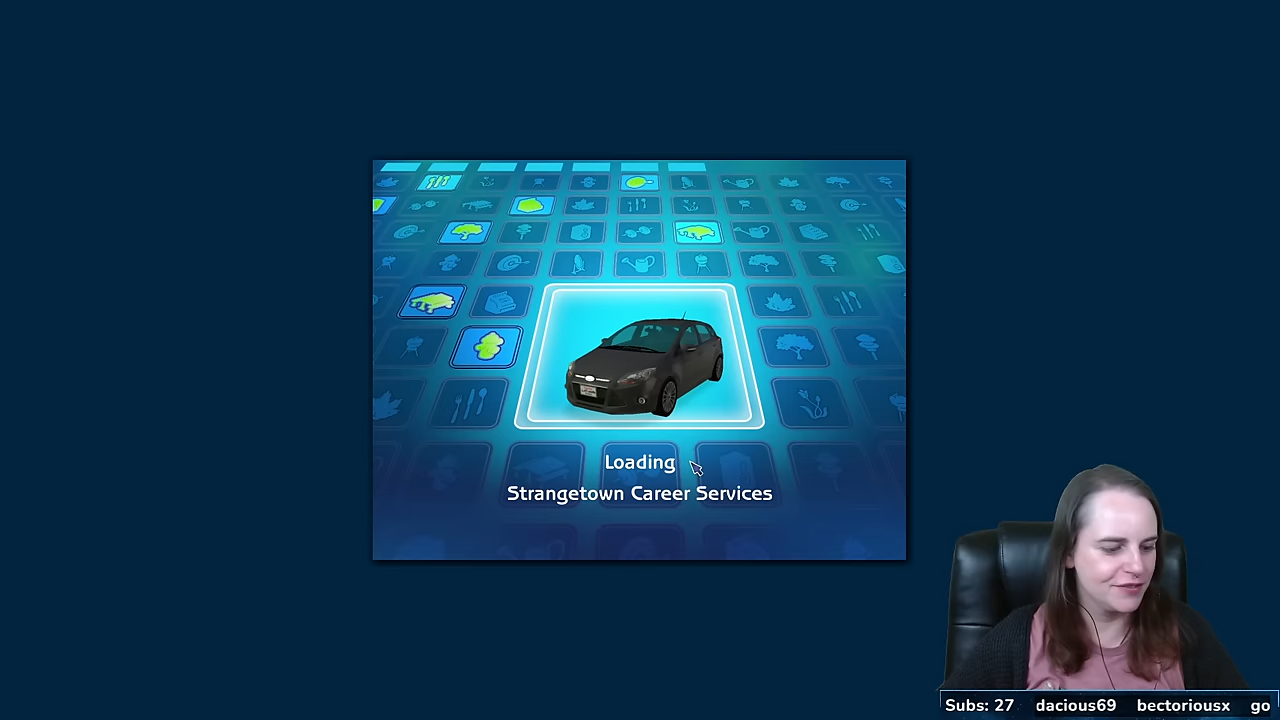 Loading
Strangetown Career Services
Subs: 27 dacious69 bectoriousx go